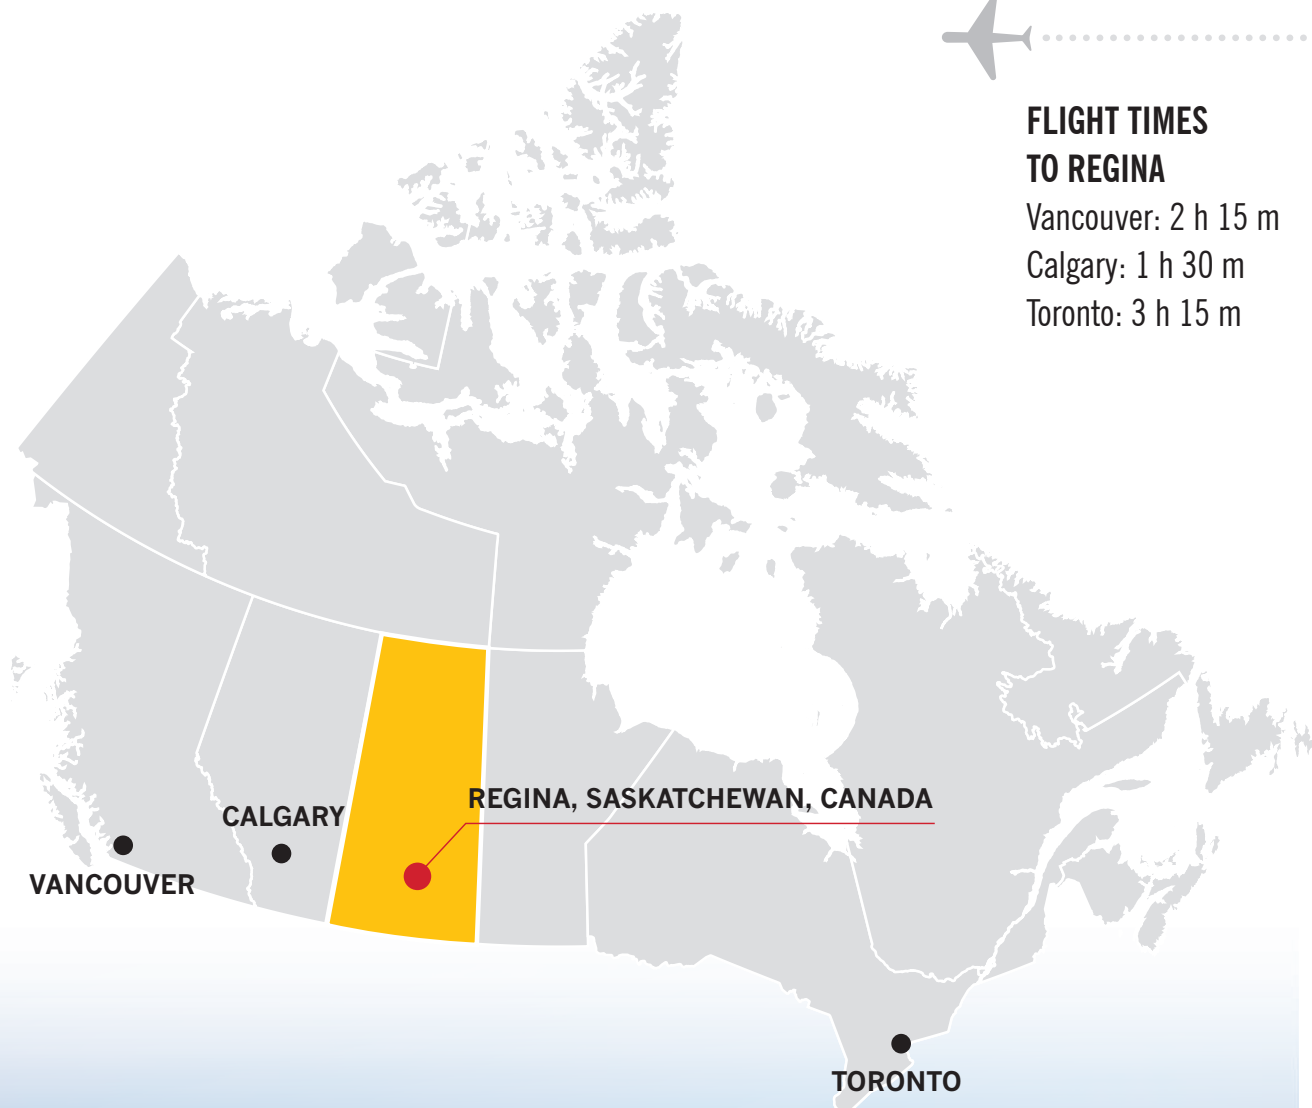 FLIGHT TIMES
TO REGINA
Vancouver: 2 h 15 m
Calgary: 1 h 30 m
Toronto: 3 h 15 m
REGINA, SASKATCHEWAN, CANADA
CALGARY
VANCOUVER
TORONTO